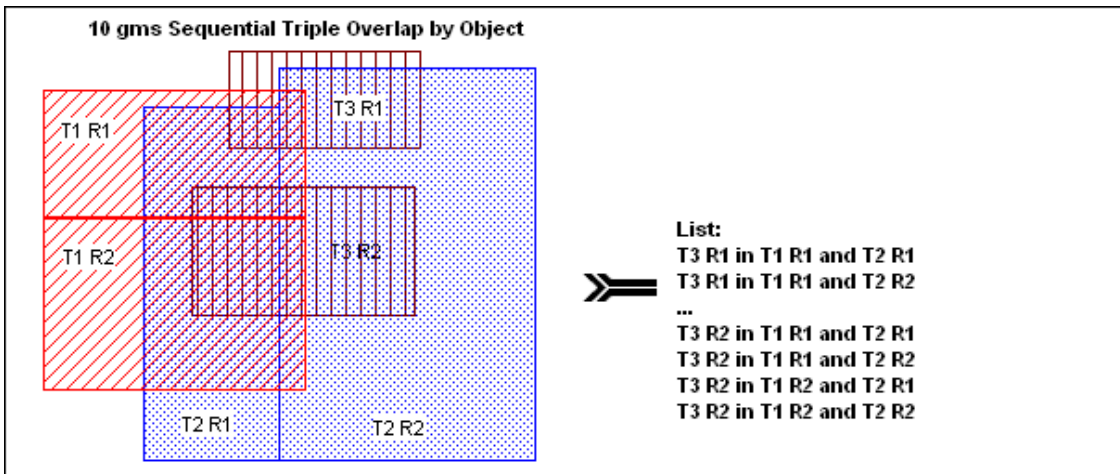 10 gms Sequential Triple Overlap by Object
T3 R1
T1 R1
T1 R2
T3 R2
T2 R1
T2 R2
List:
T3 R1 in T1 R1 and T2 R1
T3 R1 in T1 R1 and T2 R2
...
T3 R2 in T1 R1 and T2 R1
T3 R2 in T1 R1 and T2 R2
T3 R2 in T1 R2 and T2 R1
T3 R2 in T1 R2 and T2 R2